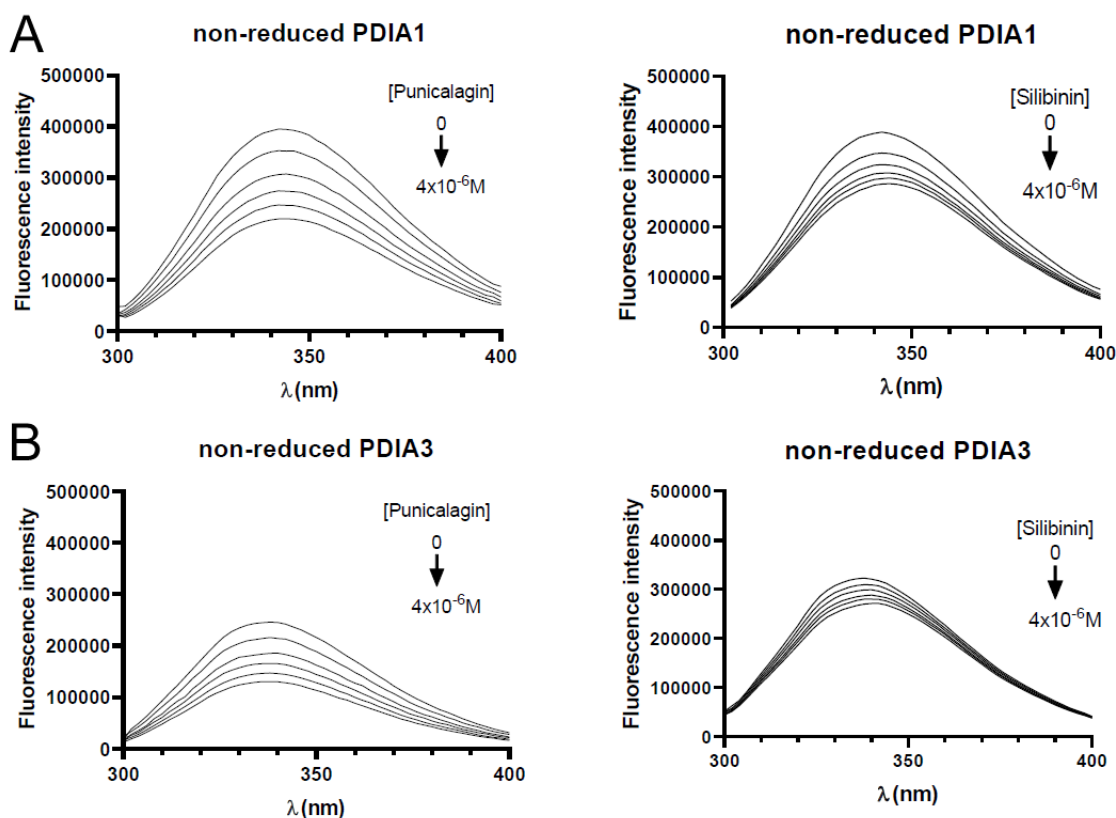 A
non-reduced PDIA1
Fluorescence intensity
500000
400000
300000
200000
100000
0
[Punicalagin]
0
4x10⁻⁶M
300
350
400
λ(nm)
non-reduced PDIA1
Fluorescence intensity
500000
400000
300000
200000
100000
0
[Silibinin]
0
4x10⁻⁶M
300
350
400
λ(nm)
B
non-reduced PDIA3
Fluorescence intensity
500000
400000
300000
200000
100000
0
[Punicalagin]
0
4x10⁻⁶M
300
350
400
λ(nm)
non-reduced PDIA3
Fluorescence intensity
500000
400000
300000
200000
100000
0
[Silibinin]
0
4x10⁻⁶M
300
350
400
λ(nm)